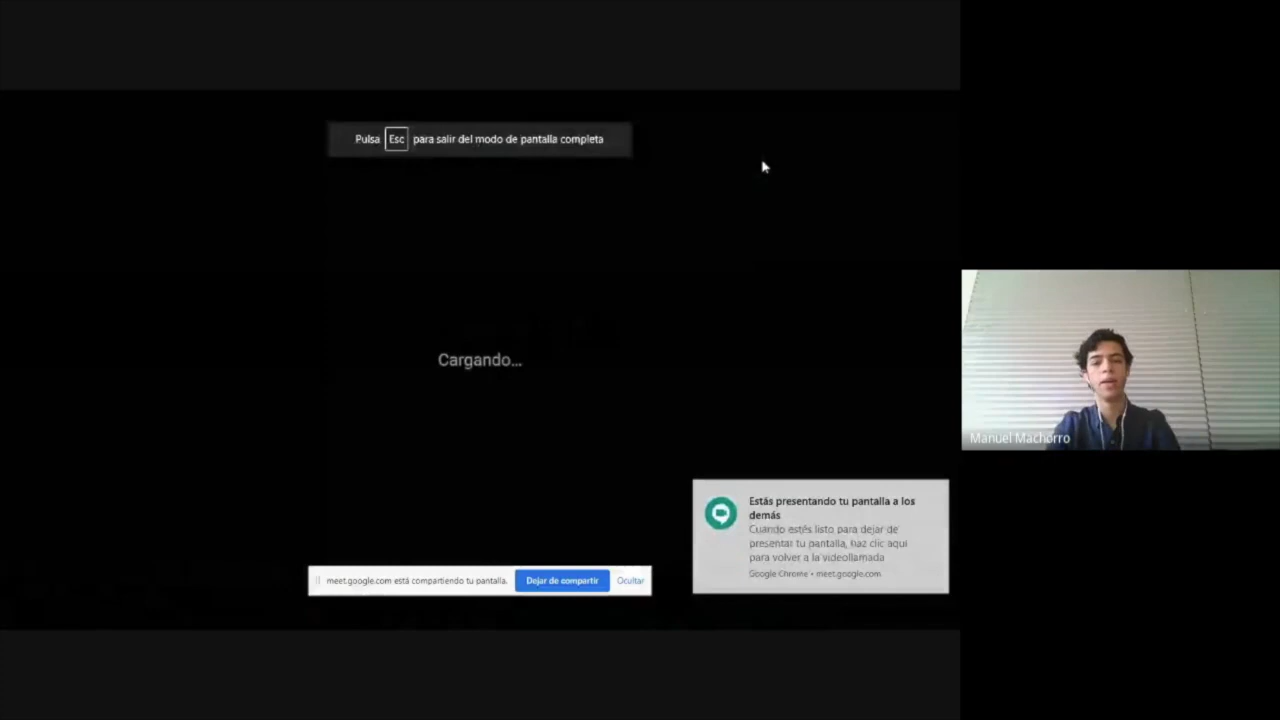 Pulsa Esc para salir del modo de pantalla completa
Cargando...
Manuel Machorro
Estás presentando tu pantalla a los
demás
Cuando estés listo para dejar de
presentar tu pantalla, haz clic aquí
para volver a la videollamada
Google Chrome • meet.google.com
meet.google.com está compartiendo tu pantalla.
Dejar de compartir
Ocultar